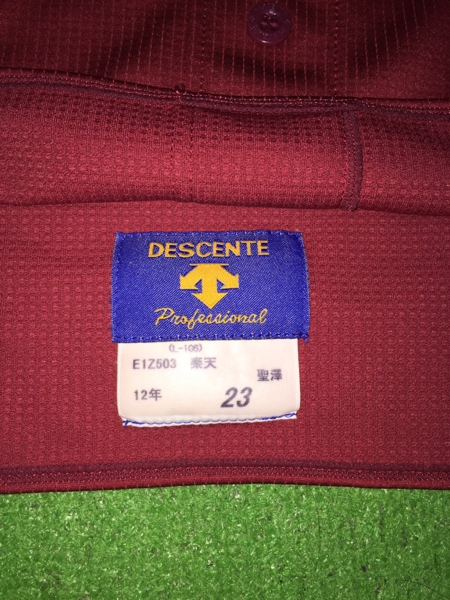 DESCENTE
Professional
(L-105)
E1Z503 楽天 聖澤
12年 23